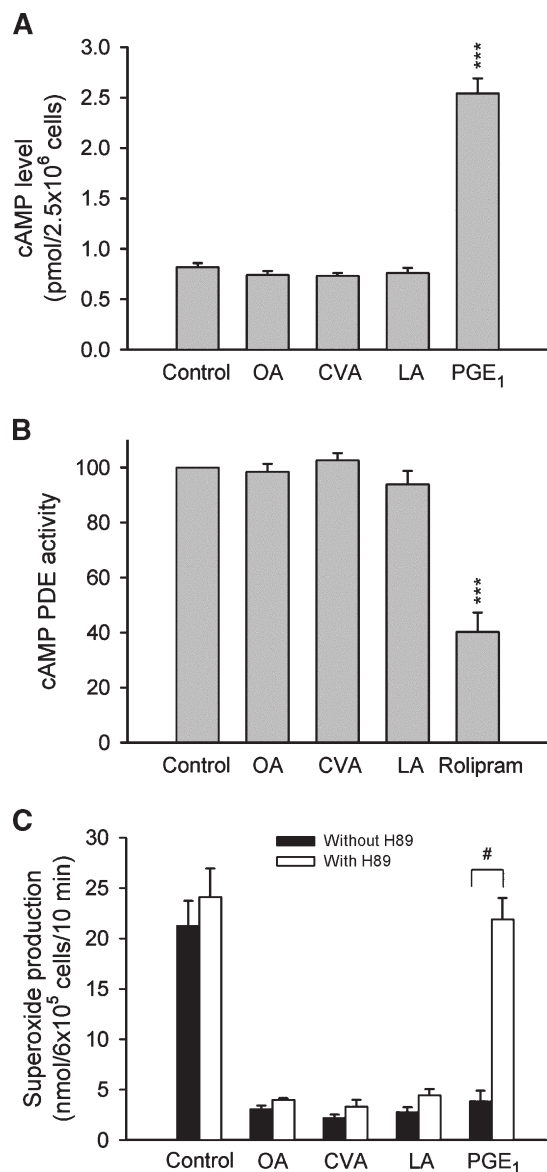 A
cAMP level
(pmol/2.5x10⁶ cells)
3.0
2.5
2.0
1.5
1.0
0.5
0.0
***
Control OA CVA LA PGE₁
B
cAMP PDE activity
100
80
60
40
20
0
***
Control OA CVA LA Rolipram
C
Superoxide production
(nmol/6x10⁵ cells/10 min)
30
25
20
15
10
5
0
Without H89
With H89
#
Control OA CVA LA PGE₁